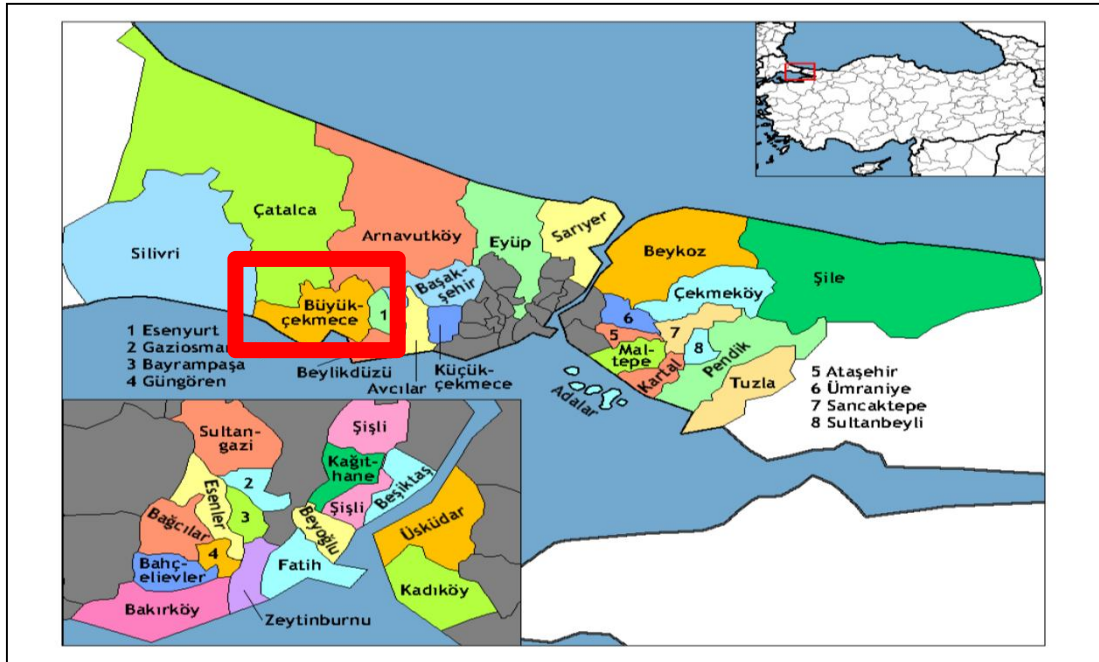 Silivri
Çatalca
Arnavutköy
Eyüp
Sarıyer
Beykoz
Şile
Başak-
şehir
Büyük-
çekmece
1
Beylikdüzü
Avcılar
Küçük-
çekmece
1 Esenyurt
2 Gaziosma
3 Bayrampaşa
4 Güngören
Çekmeköy
6
7
5
8
Mal-
tepe
Kartal
Pendik
Tuzla
Adalar
5 Ataşehir
6 Ümraniye
7 Sancaktepe
8 Sultanbeyli
Sultan-
gazi
Şişli
Kağıt-
hane
Beşiktaş
Şişli
2
Esenler
3
Beyoğlu
Üsküdar
Bağcılar
4
Fatih
Bahç-
elievler
Kadıköy
Bakırköy
Zeytinburnu